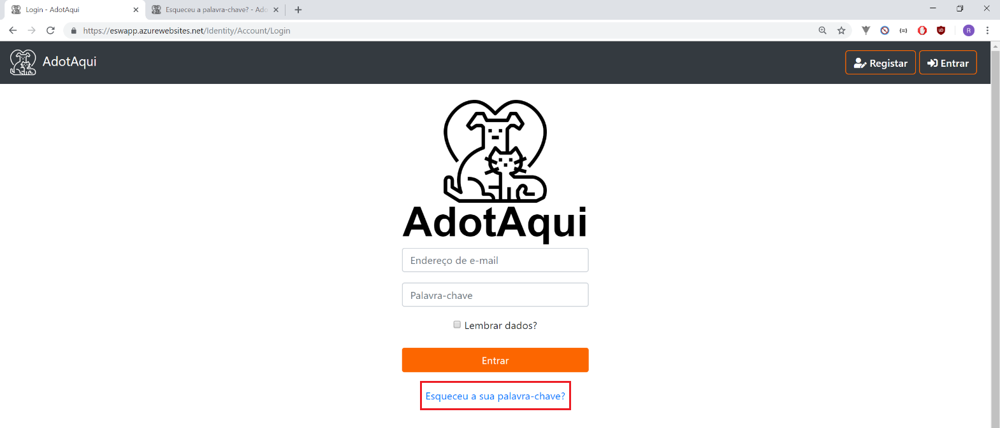 Login - AdotAqui
Esqueceu a palavra-chave? - Ado
https://eswapp.azurewebsites.net/Identity/Account/Login
R
AdotAqui
Registar
Entrar
AdotAqui
Endereço de e-mail
Palavra-chave
Lembrar dados?
Entrar
Esqueceu a sua palavra-chave?